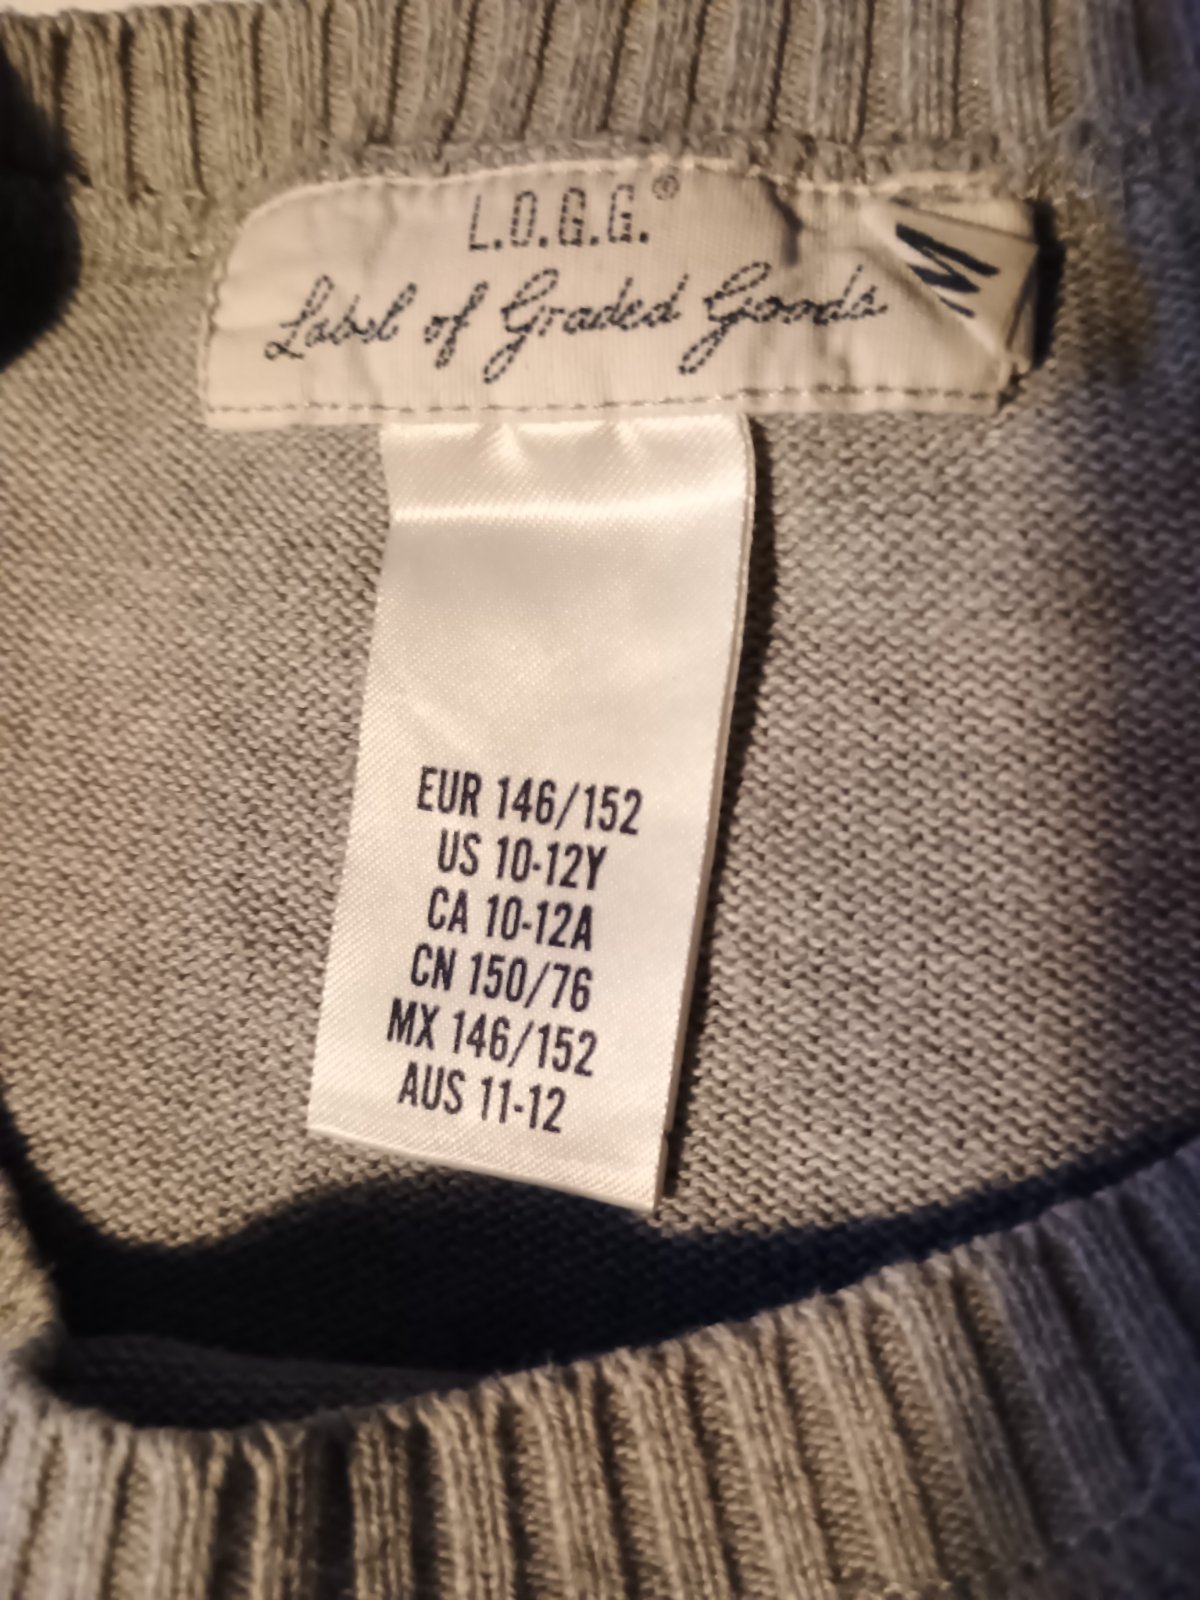 L.O.G.G.®
Label of Graded Goods
M
EUR 146/152
US 10-12Y
CA 10-12A
CN 150/76
MX 146/152
AUS 11-12